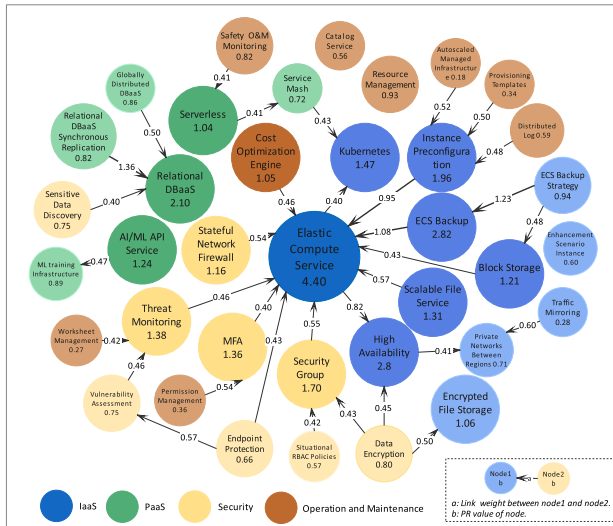 Safety O&M
Monitoring
0.82
Catalog
Service
0.56
Autoscaled
Managed
Infrastructur
e 0.18
Provisioning
Templates
0.34
Globally
Distributed
DBaaS
0.86
Service
Mash
0.72
Resource
Management
0.93
0.41
0.52
0.50
Serverless
1.04
0.41
0.43
Distributed
Log0.59
Relational
DBaaS
Synchronous
Replication
0.82
0.50
Cost
Optimization
Engine
1.05
Kubernetes
1.47
Instance
Preconfigura
tion
1.96
0.48
1.36
Relational
DBaaS
2.10
0.46
0.40
0.95
1.23
ECS Backup
Strategy
0.94
Sensitive
Data
Discovery
0.75
0.40
Stateful
Network
Firewall
1.16
0.54
Elastic
Compute
Service
4.40
1.08
ECS Backup
2.82
0.48
AI/ML API
Service
1.24
0.43
Enhancement
Scenario
Instance
0.60
ML training
Infrastructure
0.89
0.47
0.57
Block Storage
1.21
Scalable File
Service
1.31
Threat
Monitoring
1.38
0.46
0.40
0.82
Traffic
Mirroring
0.28
Worksheet
Management
0.27
0.42
MFA
1.36
0.43
0.55
High
Availability
2.8
0.41
0.60
Private
Networks
Between
Regions 0.71
0.46
Security
Group
1.70
Vulnerability
Assessment
0.75
Permission
Management
0.36
0.54
0.42
0.43
0.45
Encrypted
File Storage
1.06
0.57
Endpoint
Protection
0.66
Situational
RBAC Policies
0.57
Data
Encryption
0.80
0.50
Node1
b
a
Node2
b
a: Link weight between node1 and node2.
b: PR value of node.
IaaS
PaaS
Security
Operation and Maintenance